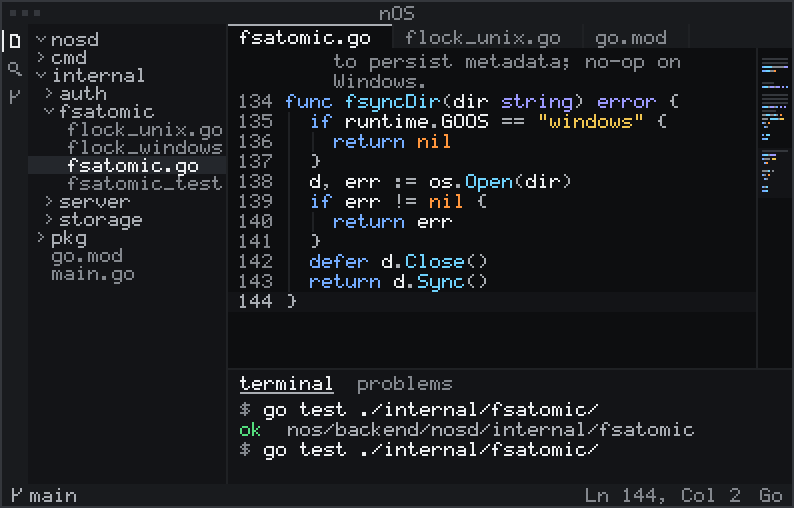 nOS
nosd
cmd
internal
auth
fsatomic
flock_unix.go
flock_windows
fsatomic.go
fsatomic_test
server
storage
pkg
go.mod
main.go
fsatomic.go flock_unix.go go.mod
to persist metadata; no-op on
Windows.
134 func fsyncDir(dir string) error {
135 if runtime.GOOS == "windows" {
136 return nil
137 }
138 d, err := os.Open(dir)
139 if err != nil {
140 return err
141 }
142 defer d.Close()
143 return d.Sync()
144 }
terminal problems
$ go test ./internal/fsatomic/
ok nos/backend/nosd/internal/fsatomic
$ go test ./internal/fsatomic/
main Ln 144, Col 2 Go